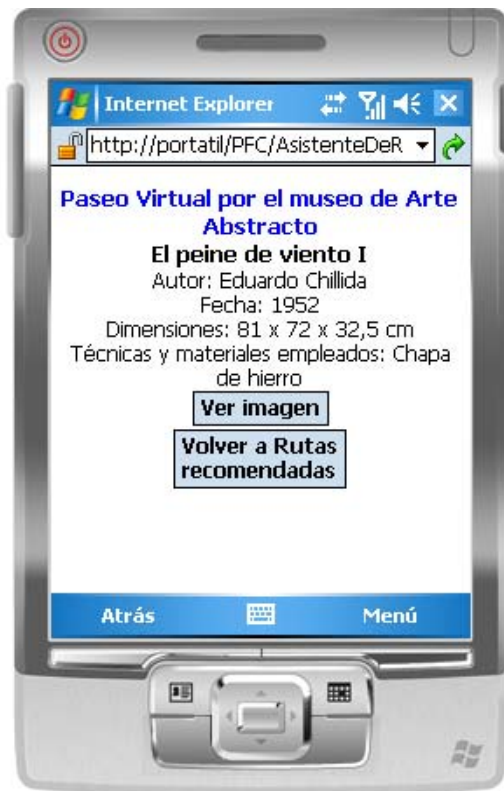 Internet Explorer
http://portatil/PFC/AsistenteDeR
Paseo Virtual por el museo de Arte
Abstracto
El peine de viento I
Autor: Eduardo Chillida
Fecha: 1952
Dimensiones: 81 x 72 x 32,5 cm
Técnicas y materiales empleados: Chapa
de hierro
Ver imagen
Volver a Rutas
recomendadas
Atrás Menú